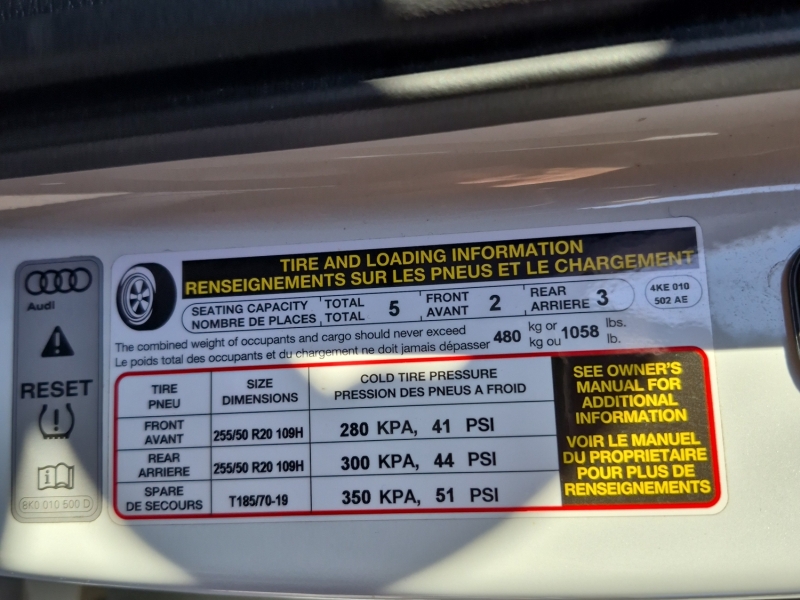 Audi
RESET
8K0 010 600 D
TIRE AND LOADING INFORMATION
RENSEIGNEMENTS SUR LES PNEUS ET LE CHARGEMENT
SEATING CAPACITY TOTAL 5 FRONT 2 REAR 3
NOMBRE DE PLACES TOTAL AVANT ARRIERE
4KE 010
502 AE
The combined weight of occupants and cargo should never exceed 480 kg or 1058 lbs.
Le poids total des occupants et du chargement ne doit jamais dépasser kg ou lb.
TIRE SIZE COLD TIRE PRESSURE
PNEU DIMENSIONS PRESSION DES PNEUS A FROID
FRONT
AVANT 255/50 R20 109H 280 KPA, 41 PSI
REAR
ARRIERE 255/50 R20 109H 300 KPA, 44 PSI
SPARE
DE SECOURS T185/70-19 350 KPA, 51 PSI
SEE OWNER'S
MANUAL FOR
ADDITIONAL
INFORMATION
VOIR LE MANUEL
DU PROPRIETAIRE
POUR PLUS DE
RENSEIGNEMENTS